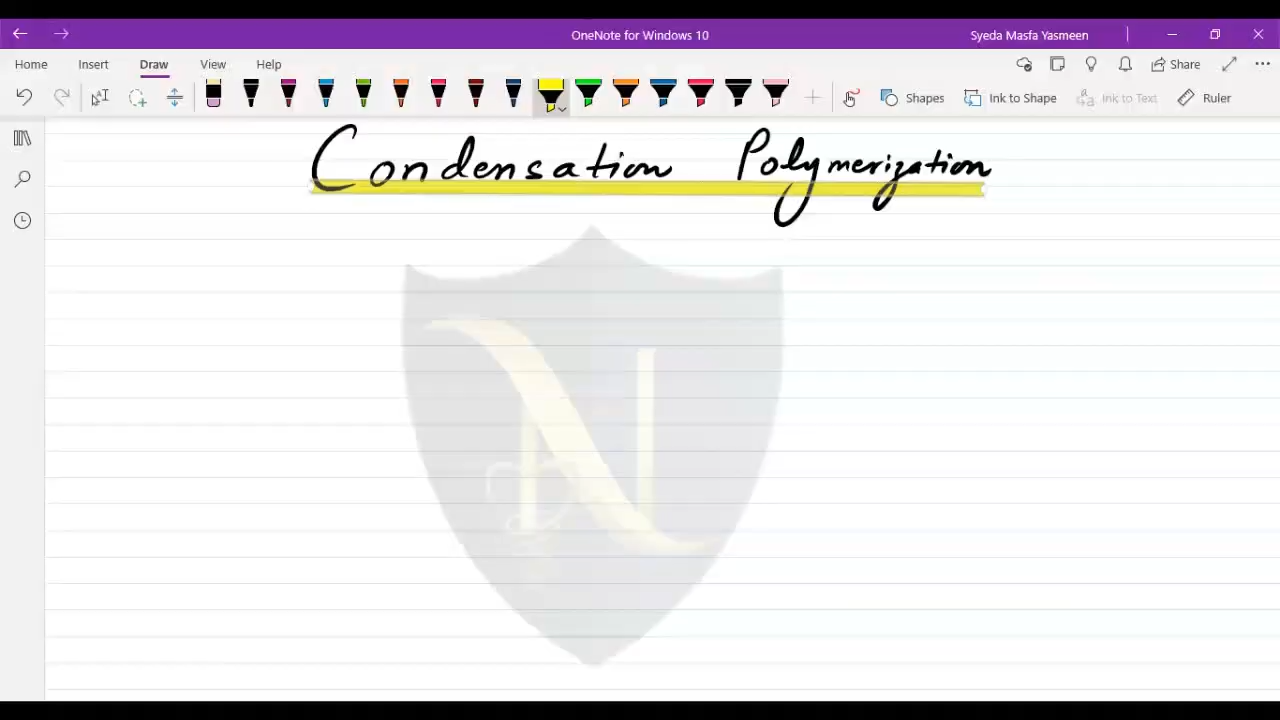 OneNote for Windows 10
Syeda Masfa Yasmeen
Home Insert Draw View Help
Share
Shapes Ink to Shape Ink to Text Ruler
Condensation Polymerization
N